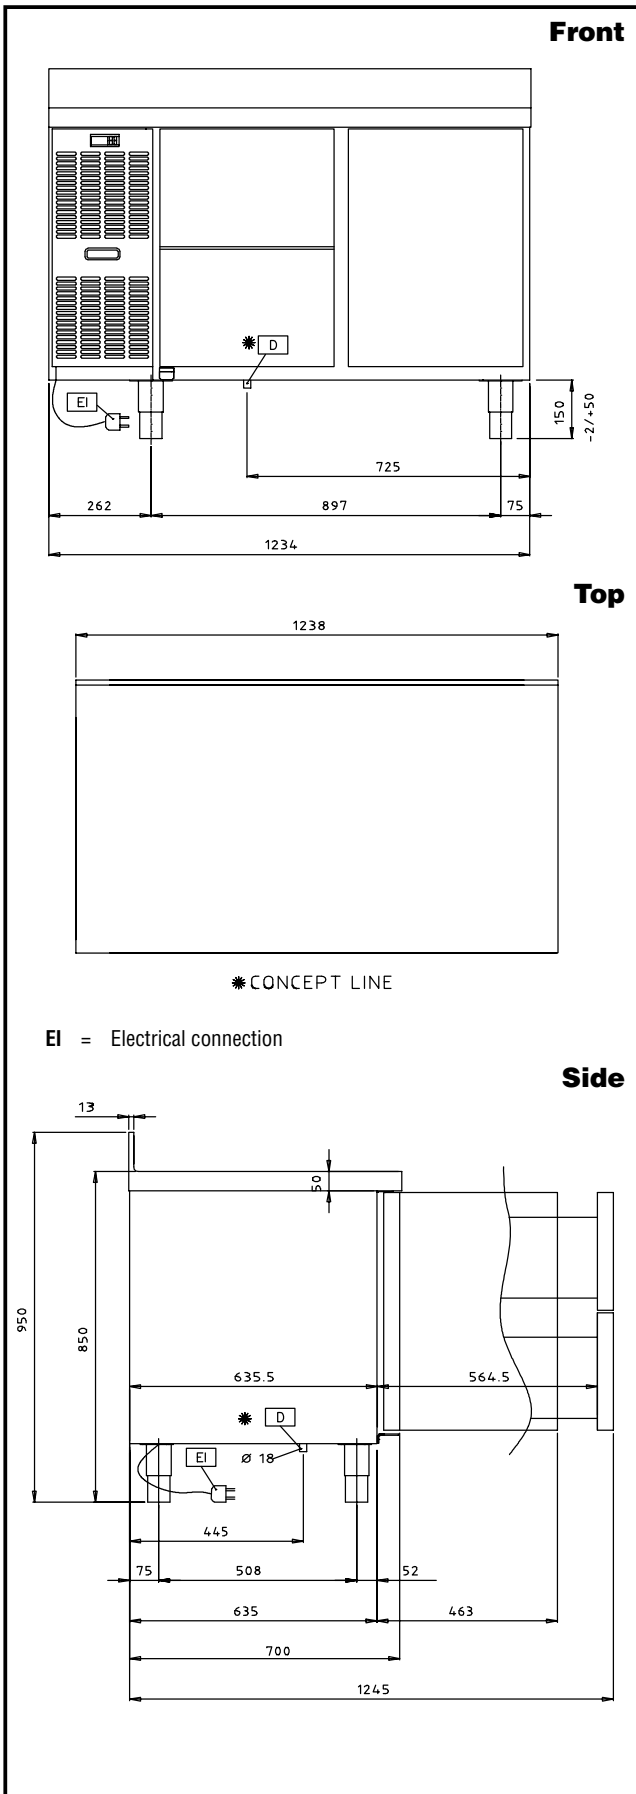 Front
D
EI
150
-2/+50
725
262
897
75
1234
Top
1238
CONCEPT LINE
EI = Electrical connection
Side
13
50
950
850
635.5
564.5
D
EI
Ø 18
445
75
508
52
635
463
700
1245